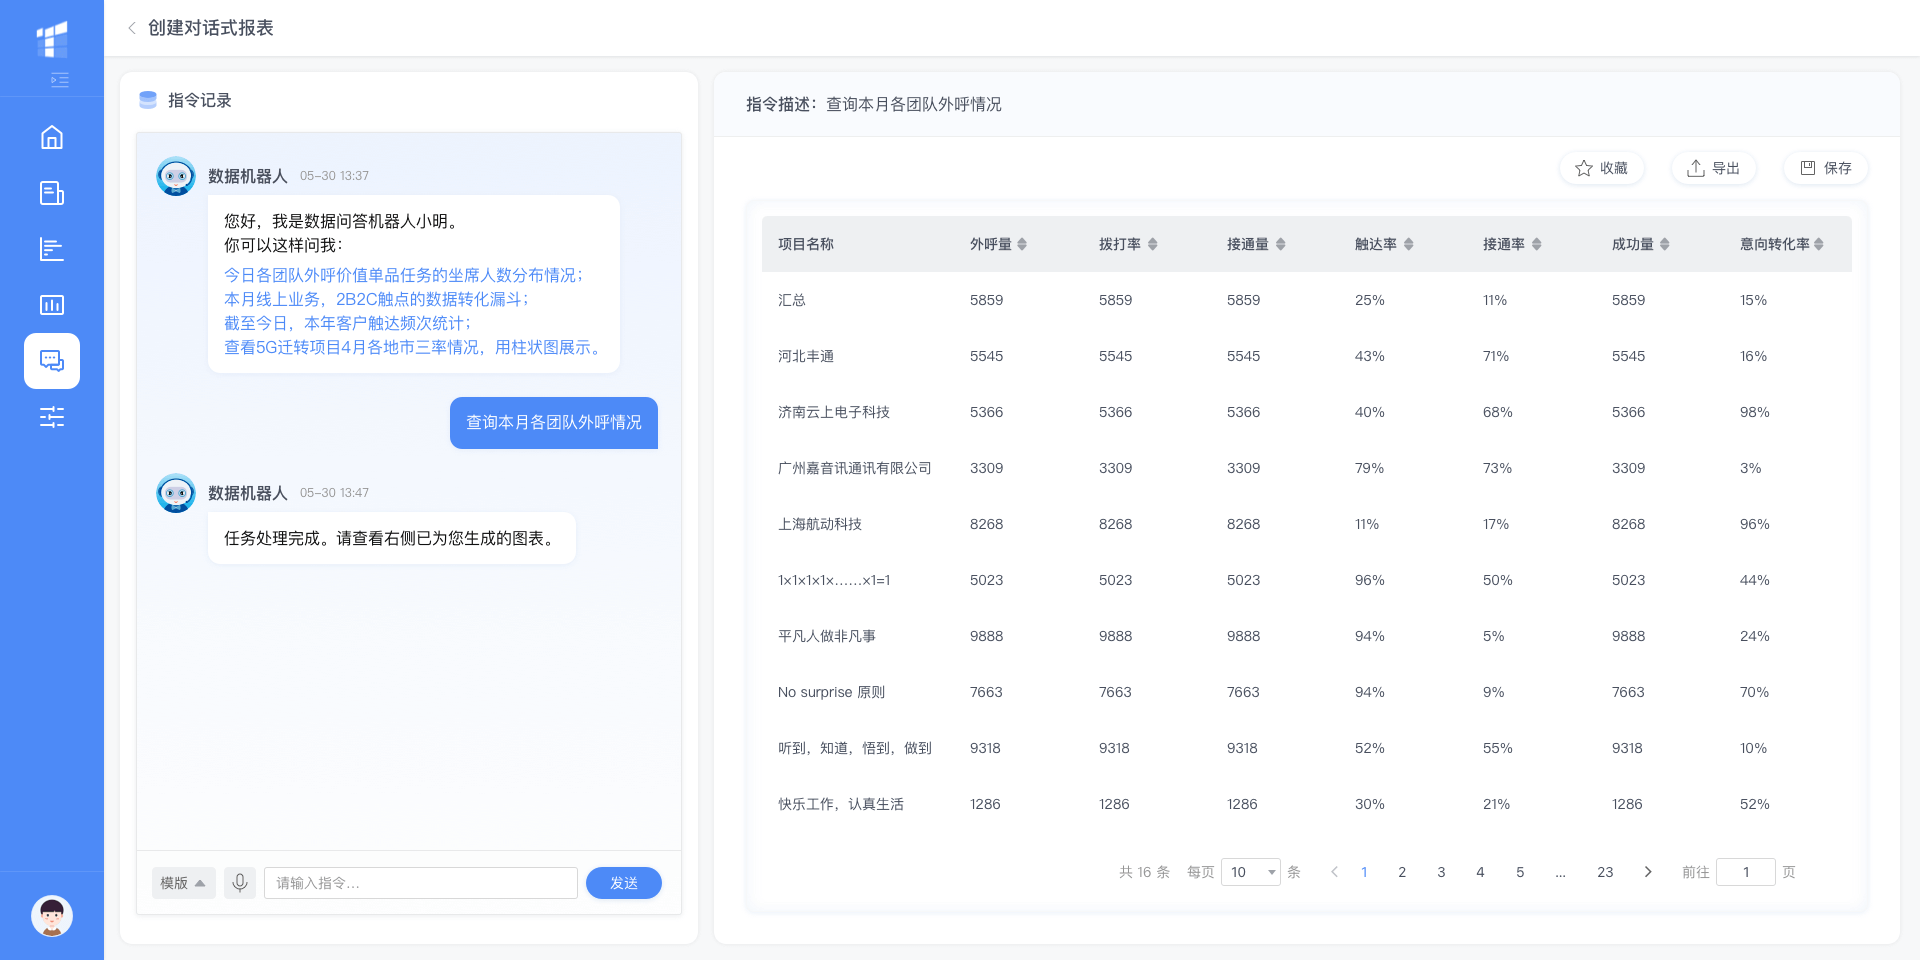 创建对话式报表
指令记录
数据机器人 05-30 13:37
您好，我是数据问答机器人小明。
你可以这样问我：
今日各团队外呼价值单品任务的坐席人数分布情况；
本月线上业务，2B2C触点的数据转化漏斗；
截至今日，本年客户触达频次统计；
查看5G迁转项目4月各地市三率情况，用柱状图展示。
查询本月各团队外呼情况
数据机器人 05-30 13:47
任务处理完成。请查看右侧已为您生成的图表。
模版 请输入指令... 发送
指令描述：查询本月各团队外呼情况
收藏 导出 保存
项目名称 外呼量 拨打率 接通量 触达率 接通率 成功量 意向转化率
汇总 5859 5859 5859 25% 11% 5859 15%
河北丰通 5545 5545 5545 43% 71% 5545 16%
济南云上电子科技 5366 5366 5366 40% 68% 5366 98%
广州嘉音讯通讯有限公司 3309 3309 3309 79% 73% 3309 3%
上海航动科技 8268 8268 8268 11% 17% 8268 96%
1×1×1×1×……×1=1 5023 5023 5023 96% 50% 5023 44%
平凡人做非凡事 9888 9888 9888 94% 5% 9888 24%
No surprise 原则 7663 7663 7663 94% 9% 7663 70%
听到，知道，悟到，做到 9318 9318 9318 52% 55% 9318 10%
快乐工作，认真生活 1286 1286 1286 30% 21% 1286 52%
共 16 条 每页 10 条 1 2 3 4 5 ... 23 前往 1 页